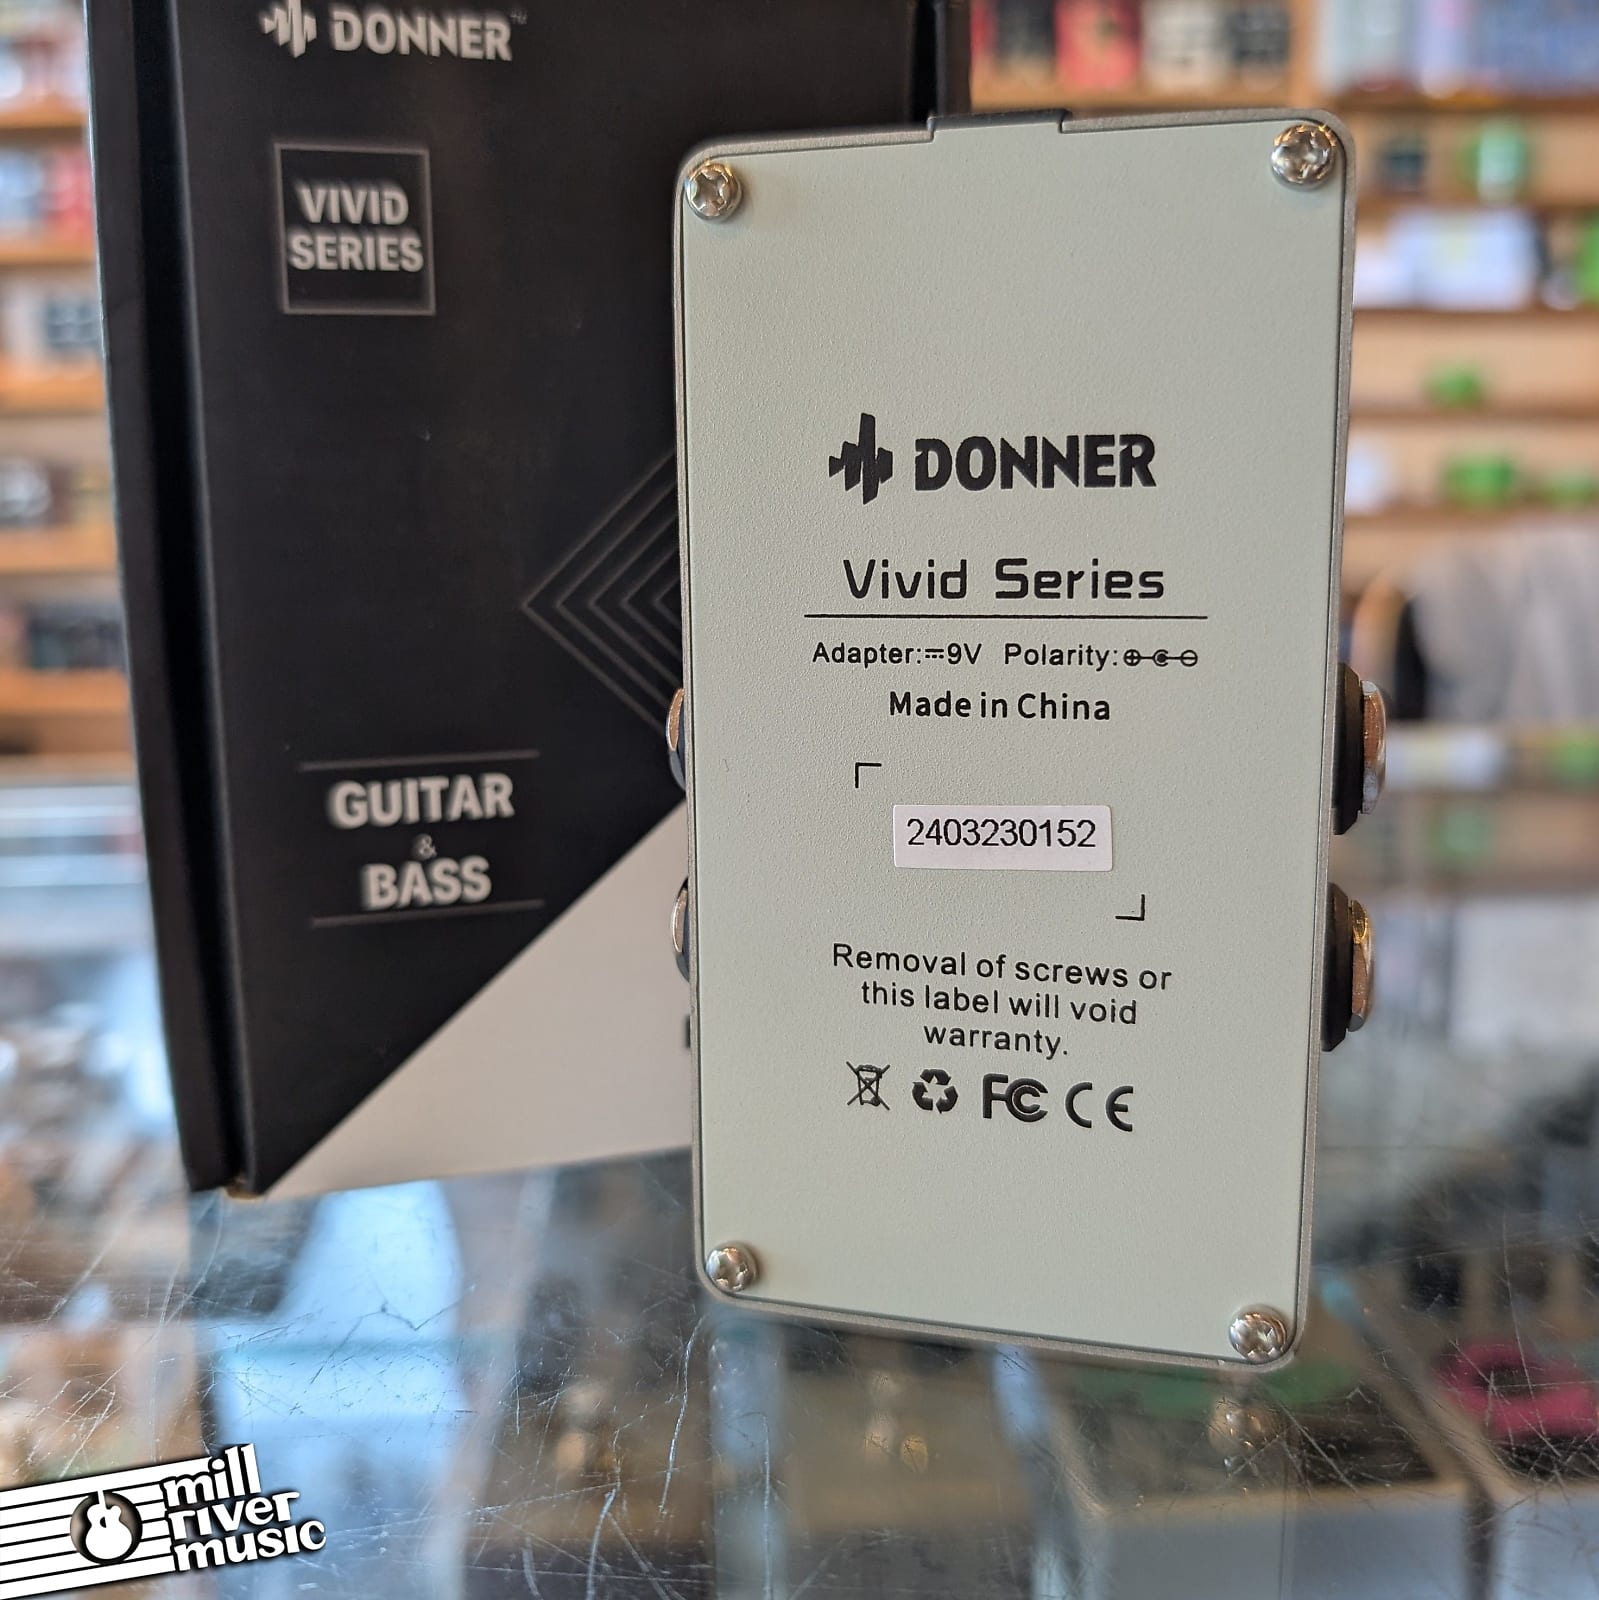 DONNER
VIVID
SERIES
GUITAR
&
BASS
DONNER
Vivid Series
Adapter:⎓9V Polarity:⊕-⊙-⊖
Made in China
2403230152
Removal of screws or
this label will void
warranty.
FC CE
mill
river
music